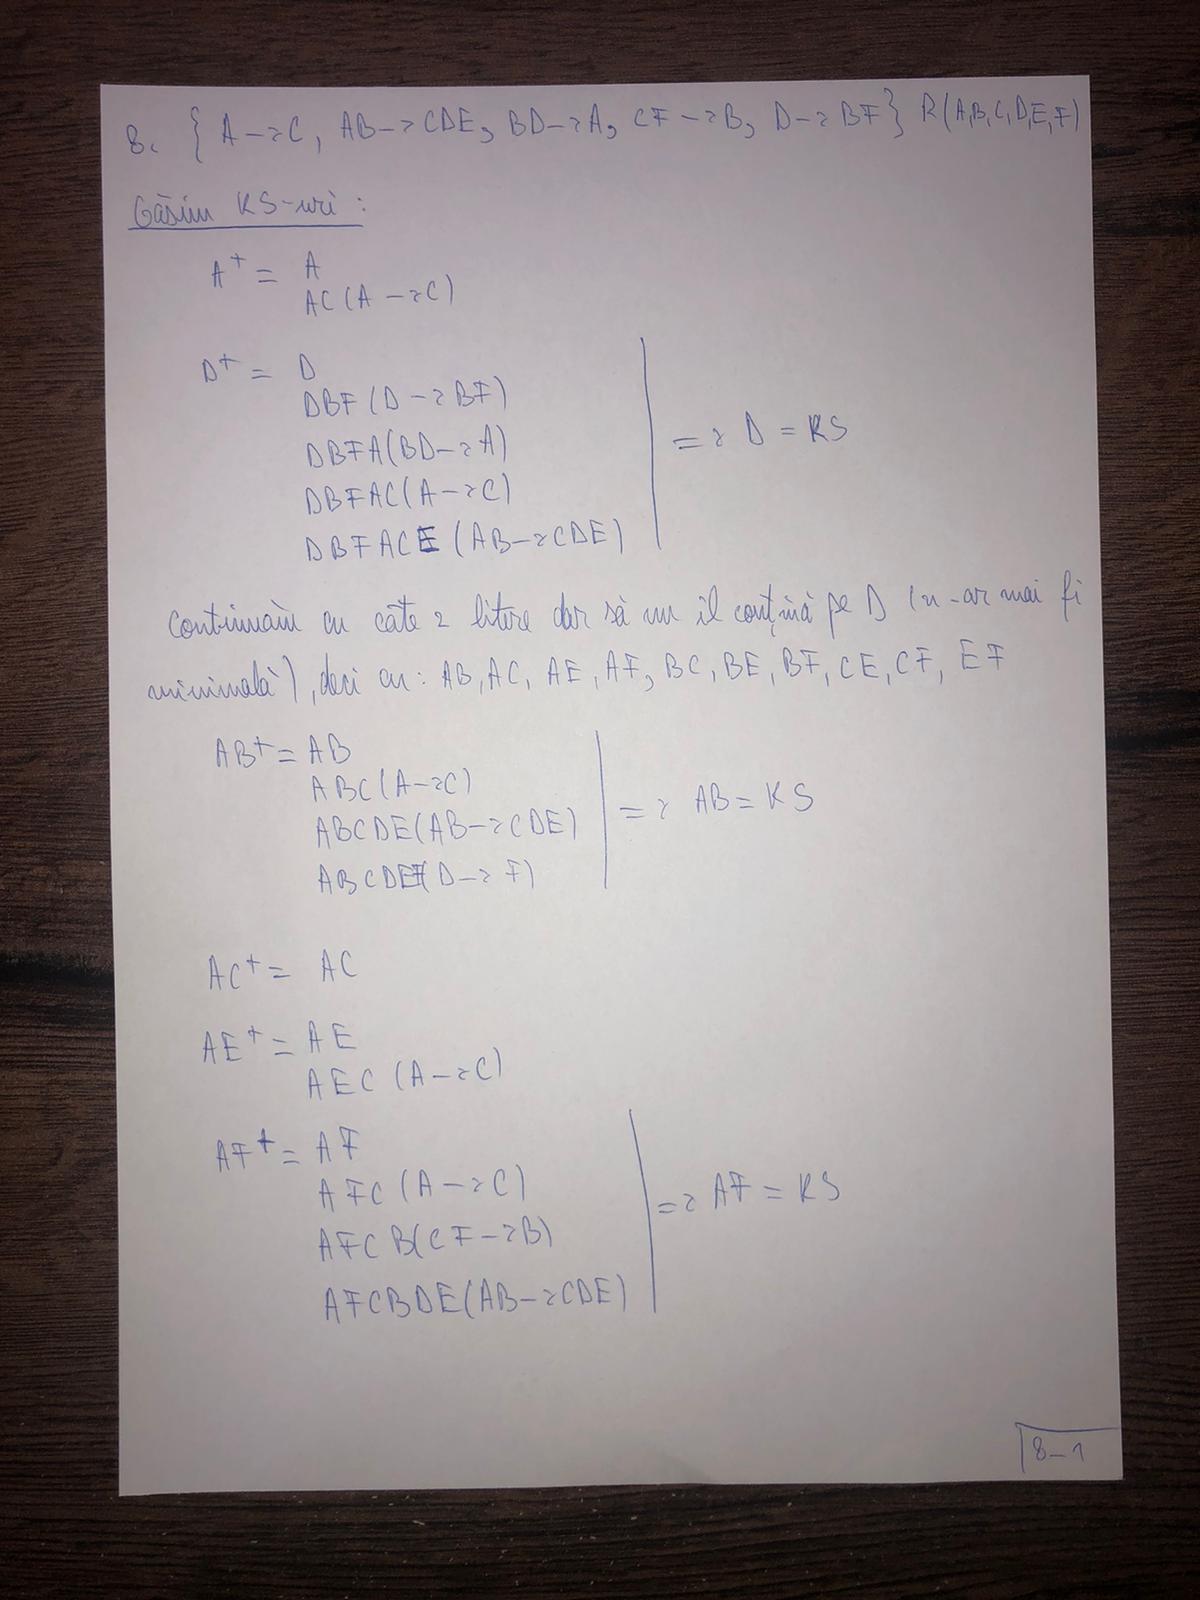 8. { A->C, AB->CDE, BD->A, CF->B, D->BF} R(A,B,C,D,E,F)
Găsim KS-uri:
A+ = A
AC (A->C)
D+ = D
DBF (D->BF)
DBFA(BD->A)
DBFAC(A->C)
DBFACE (AB->CDE)
=> D = KS
Continuăm cu câte 2 litere dar să nu îl conțină pe D (n-ar mai fi
minimală), deci cu: AB, AC, AE, AF, BC, BE, BF, CE, CF, EF
AB+ = AB
ABC(A->C)
ABCDE(AB->CDE)
ABCDEF(D->F)
=> AB = KS
AC+ = AC
AE+ = AE
AEC (A->C)
AF+ = AF
AFC (A->C)
AFCB(CF->B)
AFCBDE(AB->CDE)
=> AF = KS
8-1